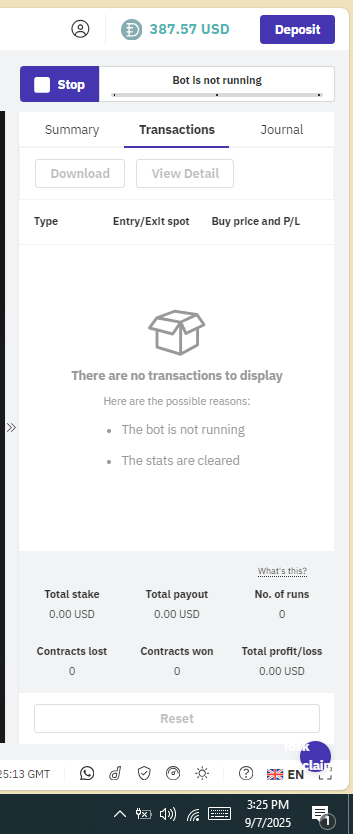 387.57 USD
Deposit
Stop
Bot is not running
Summary
Transactions
Journal
Download
View Detail
Type
Entry/Exit spot
Buy price and P/L
There are no transactions to display
Here are the possible reasons:
• The bot is not running
• The stats are cleared
What's this?
Total stake
Total payout
No. of runs
0.00 USD
0.00 USD
0
Contracts lost
Contracts won
Total profit/loss
0
0
0.00 USD
Reset
25:13 GMT
EN
3:25 PM
9/7/2025
1